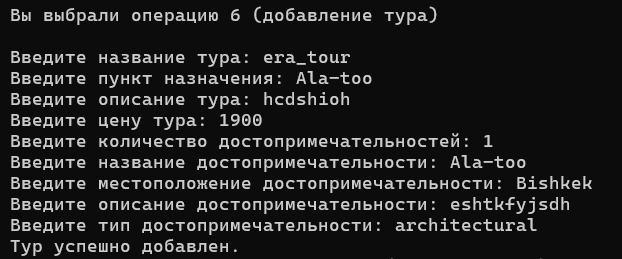 Вы выбрали операцию 6 (добавление тура)
Введите название тура: era_tour
Введите пункт назначения: Ala-too
Введите описание тура: hcdshioh
Введите цену тура: 1900
Введите количество достопримечательностей: 1
Введите название достопримечательности: Ala-too
Введите местоположение достопримечательности: Bishkek
Введите описание достопримечательности: eshtkfyjsdh
Введите тип достопримечательности: architectural
Тур успешно добавлен.